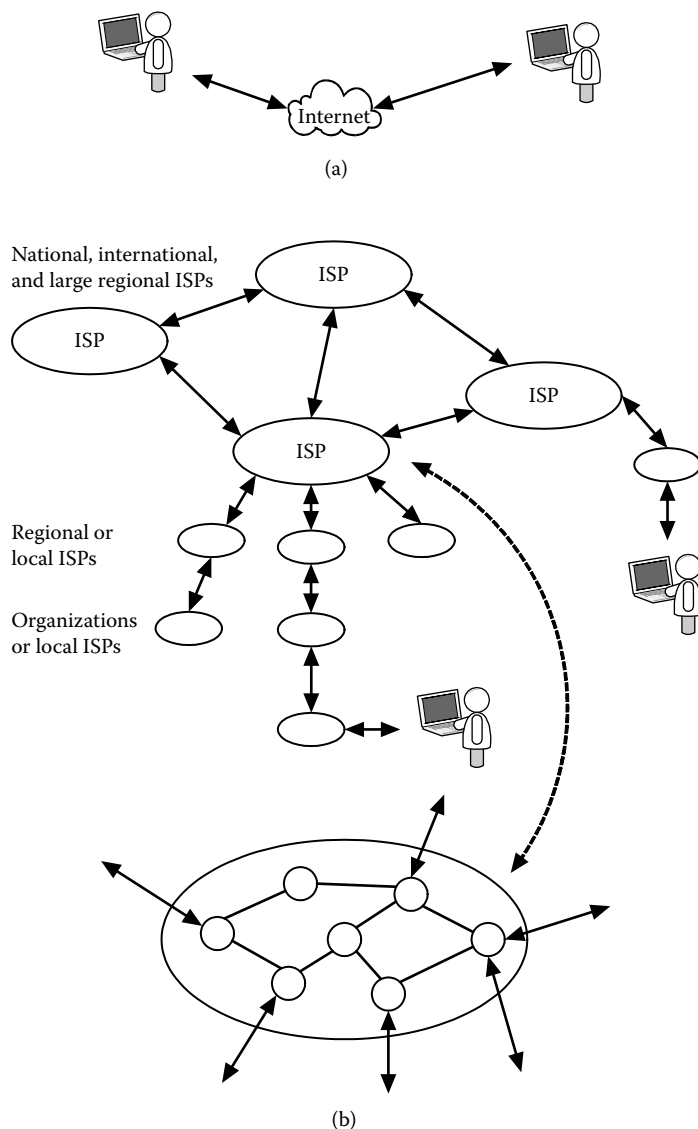 Internet
(a)
National, international,
and large regional ISPs
ISP
ISP
ISP
ISP
Regional or
local ISPs
Organizations
or local ISPs
(b)